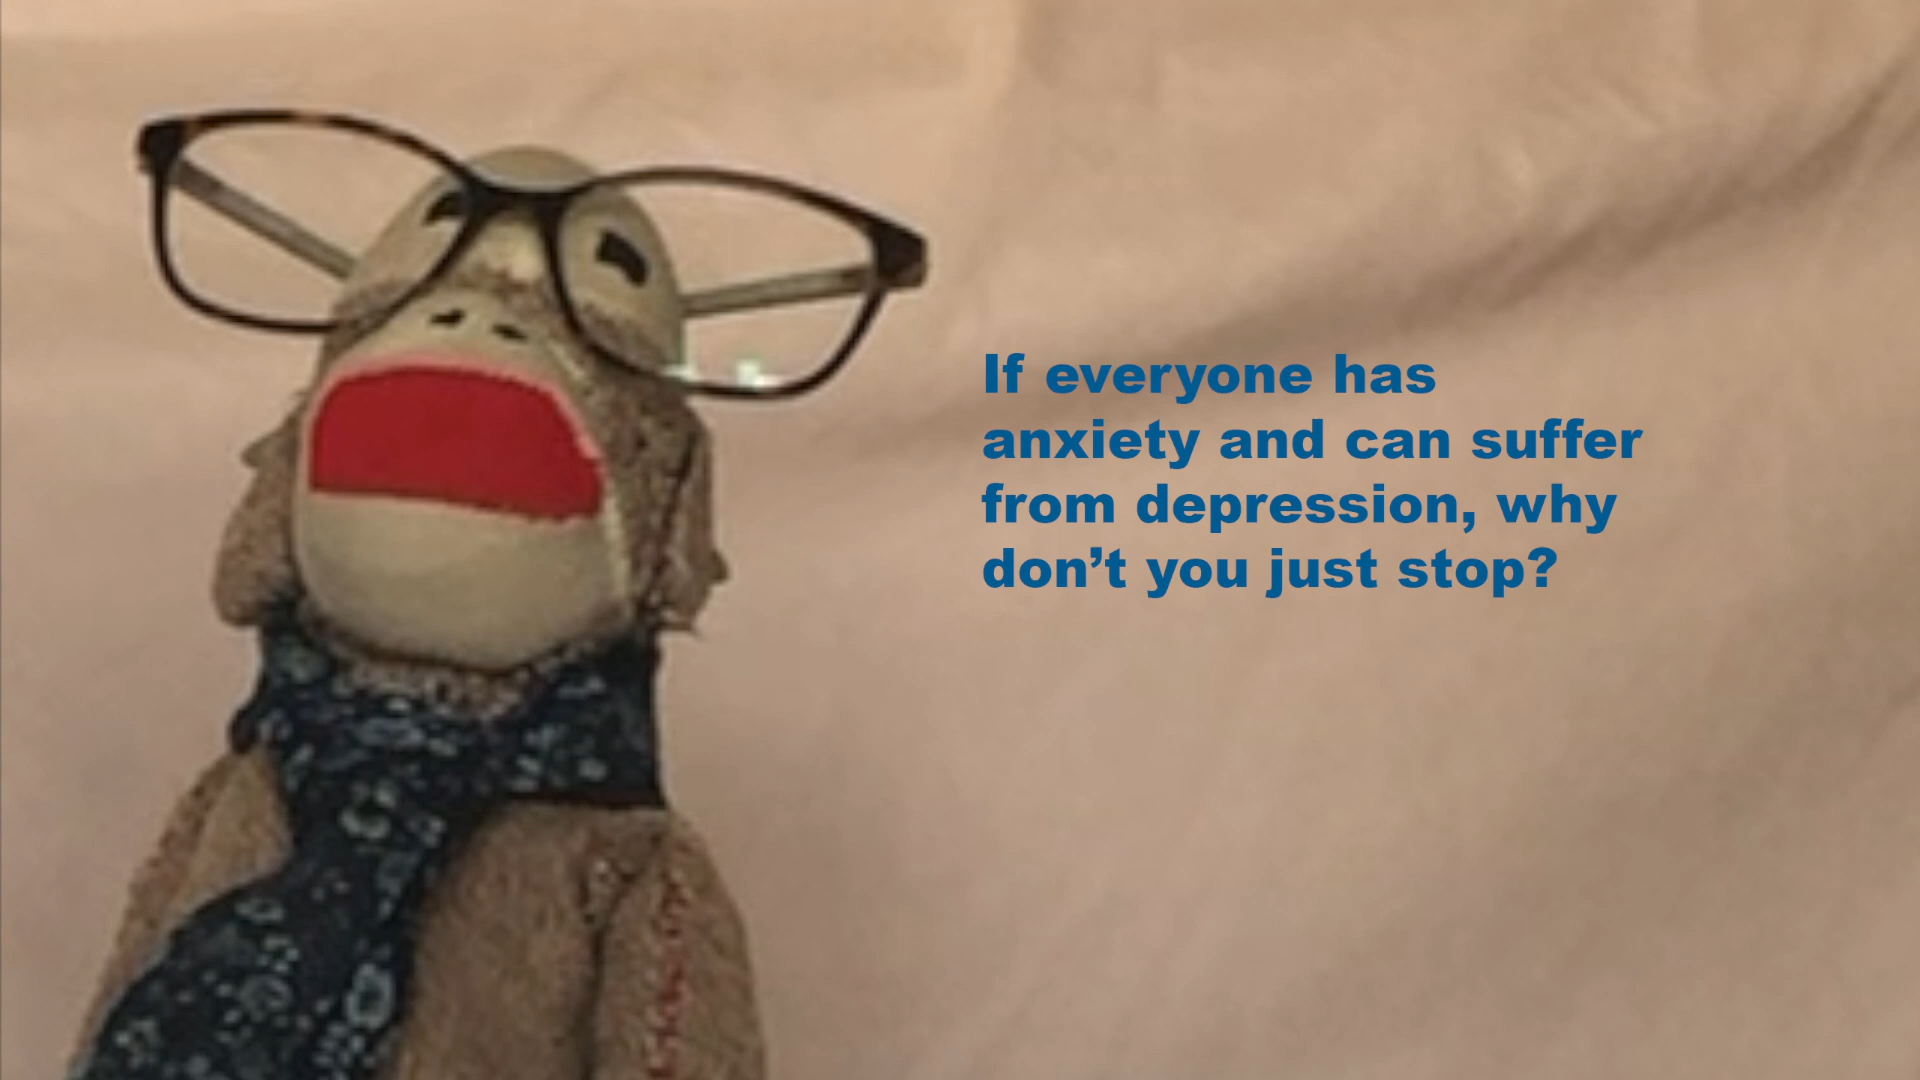 If everyone has
anxiety and can suffer
from depression, why
don’t you just stop?